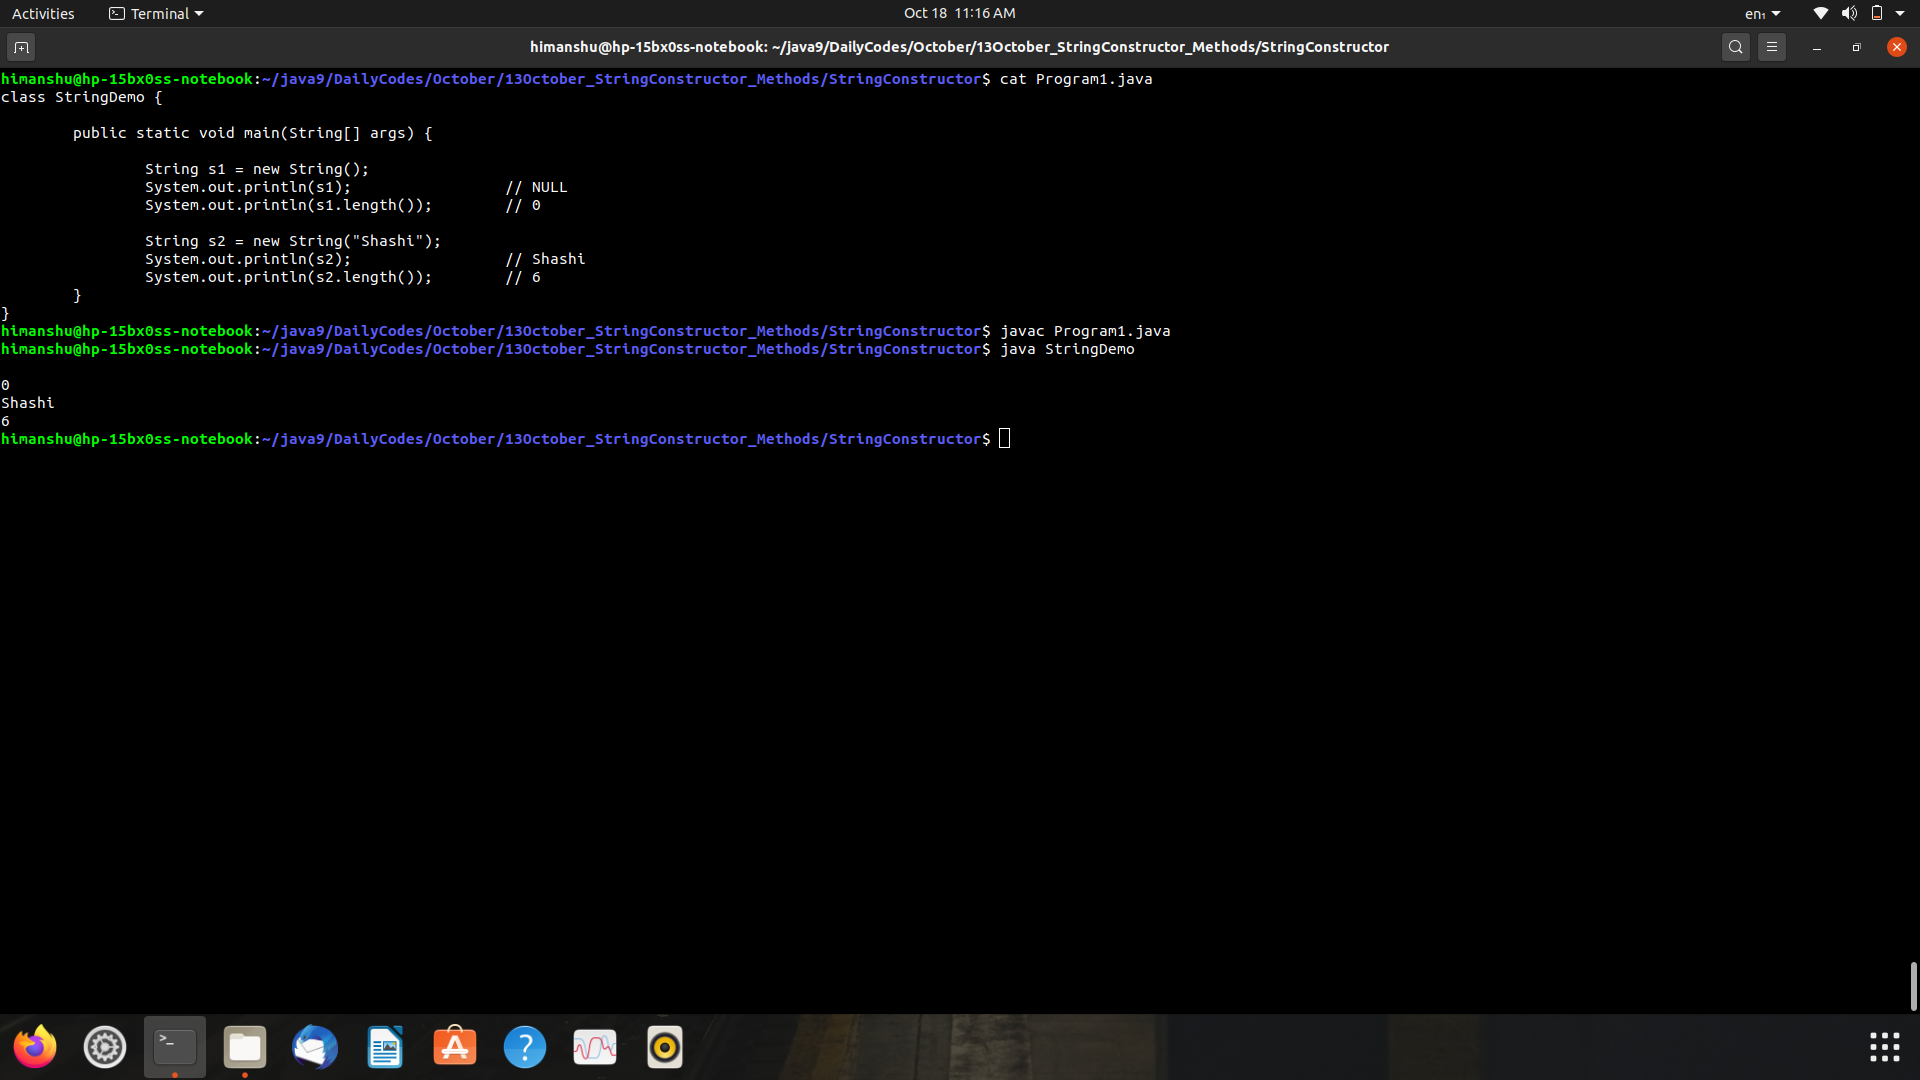 Activities Terminal Oct 18 11:16 AM en₁
himanshu@hp-15bx0ss-notebook: ~/java9/DailyCodes/October/13October_StringConstructor_Methods/StringConstructor
himanshu@hp-15bx0ss-notebook:~/java9/DailyCodes/October/13October_StringConstructor_Methods/StringConstructor$ cat Program1.java
class StringDemo {
public static void main(String[] args) {
String s1 = new String();
System.out.println(s1); // NULL
System.out.println(s1.length()); // 0
String s2 = new String("Shashi");
System.out.println(s2); // Shashi
System.out.println(s2.length()); // 6
}
}
himanshu@hp-15bx0ss-notebook:~/java9/DailyCodes/October/13October_StringConstructor_Methods/StringConstructor$ javac Program1.java
himanshu@hp-15bx0ss-notebook:~/java9/DailyCodes/October/13October_StringConstructor_Methods/StringConstructor$ java StringDemo
0
Shashi
6
himanshu@hp-15bx0ss-notebook:~/java9/DailyCodes/October/13October_StringConstructor_Methods/StringConstructor$